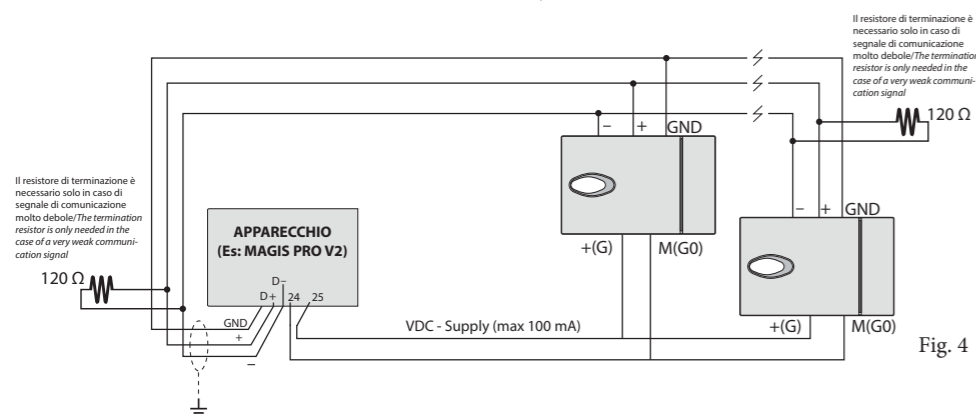 Il resistore di terminazione è
necessario solo in caso di
segnale di comunicazione
molto debole/The termination
resistor is only needed in the
case of a very weak communi-
cation signal
120 Ω
– + GND
+(G) M(G0)
– + GND
+(G) M(G0)
Il resistore di terminazione è
necessario solo in caso di
segnale di comunicazione
molto debole/The termination
resistor is only needed in the
case of a very weak communi-
cation signal
120 Ω
APPARECCHIO
(Es: MAGIS PRO V2)
D–
D+ 24 25
GND
+
–
VDC - Supply (max 100 mA)
Fig. 4